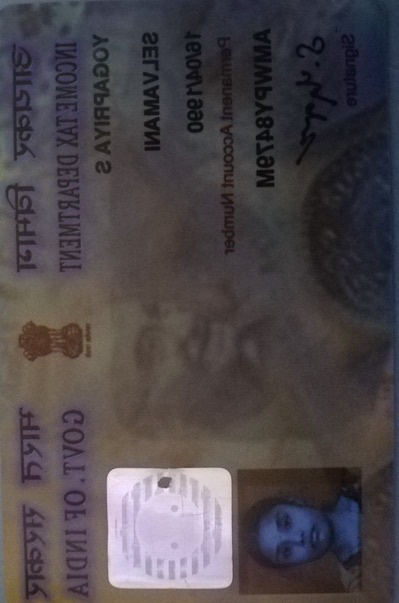 आयकर विभाग
INCOME TAX DEPARTMENT
भारत सरकार
GOVT. OF INDIA
YOGAPRIYA S
SELVAMANI
16/04/1990
Permanent Account Number
AMWPY8479M
Signature